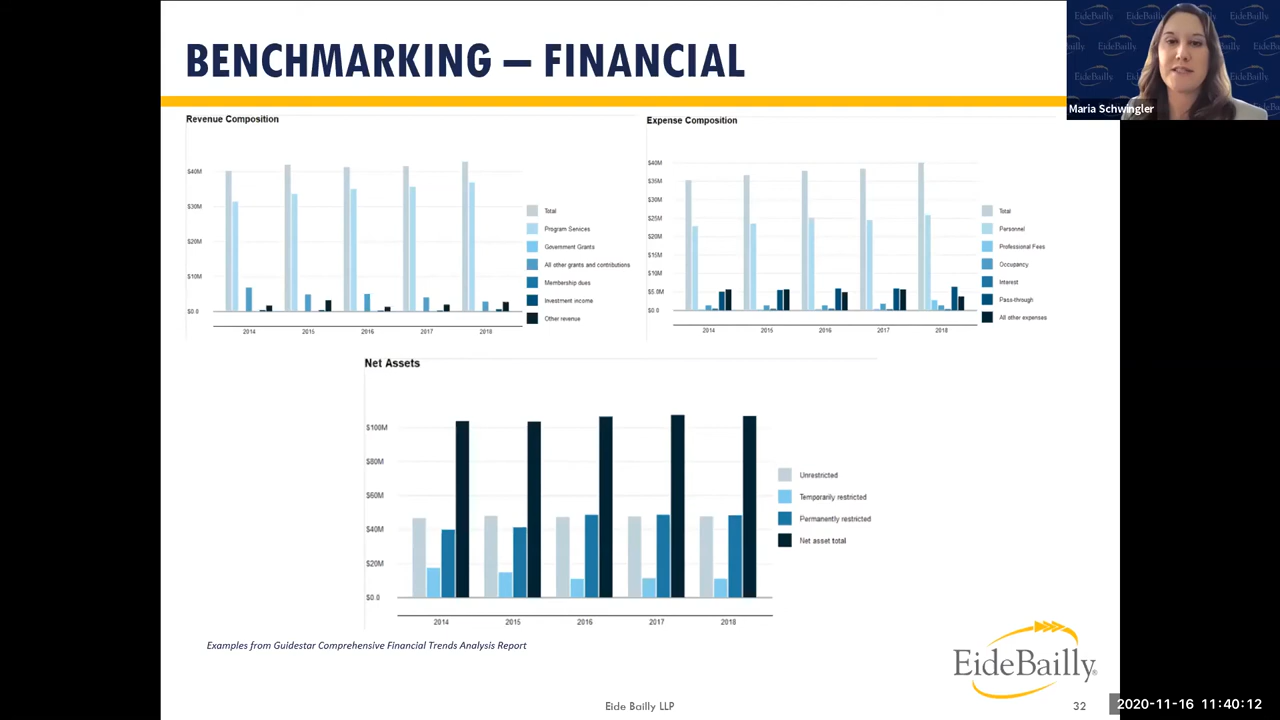 BENCHMARKING – FINANCIAL
EideBailly
EideBailly
EideBailly
Maria Schwingler
Revenue Composition
$40M
$30M
$20M
$10M
$0.0
2014 2015 2016 2017 2018
Total
Program Services
Government Grants
All other grants and contributions
Membership dues
Investment income
Other revenue
Expense Composition
$40M
$35M
$30M
$25M
$20M
$15M
$10M
$5.0M
$0.0
2014 2015 2016 2017 2018
Total
Personnel
Professional Fees
Occupancy
Interest
Pass-through
All other expenses
Net Assets
$100M
$80M
$60M
$40M
$20M
$0.0
2014 2015 2016 2017 2018
Unrestricted
Temporarily restricted
Permanently restricted
Net asset total
Examples from Guidestar Comprehensive Financial Trends Analysis Report
EideBailly®
Eide Bailly LLP
32
2020-11-16 11:40:12